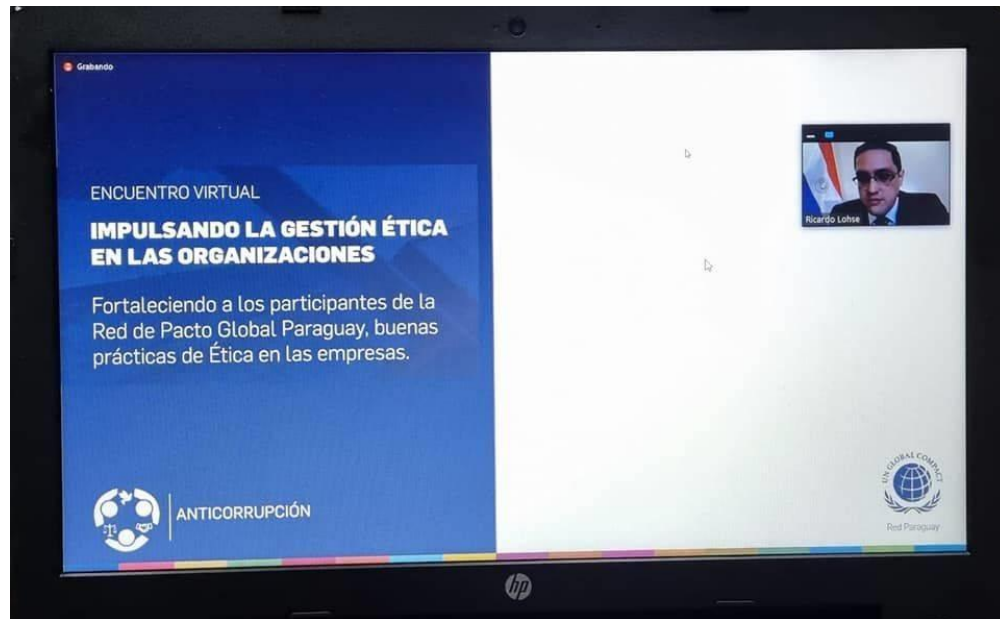 Grabando
ENCUENTRO VIRTUAL
IMPULSANDO LA GESTIÓN ÉTICA
EN LAS ORGANIZACIONES
Fortaleciendo a los participantes de la
Red de Pacto Global Paraguay, buenas
prácticas de Ética en las empresas.
ANTICORRUPCIÓN
Ricardo Lohse
UN GLOBAL COMPACT
Red Paraguay
hp